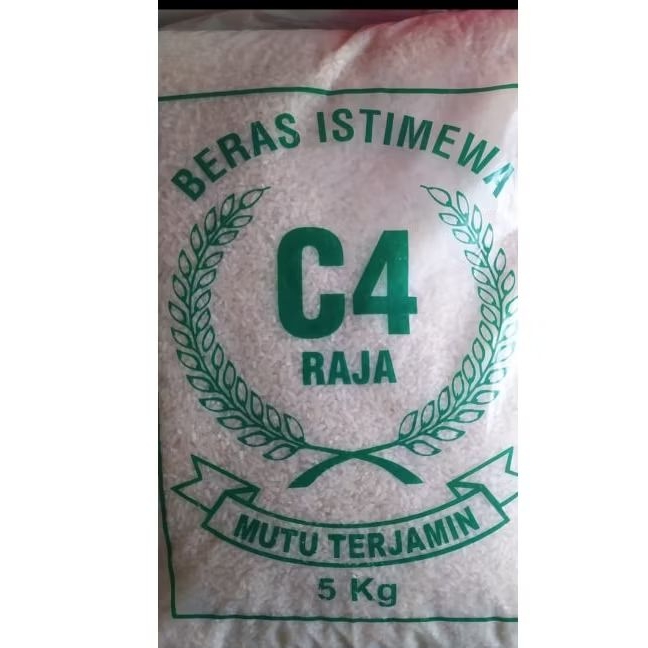 BERAS ISTIMEWA
C4
RAJA
MUTU TERJAMIN
5 Kg